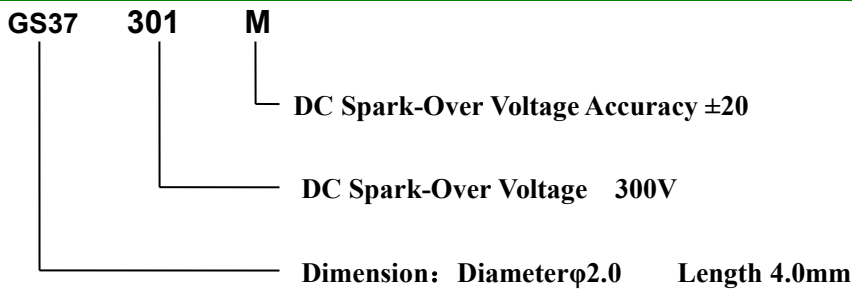 GS37 301 M
DC Spark-Over Voltage Accuracy ±20
DC Spark-Over Voltage 300V
Dimension：Diameterφ2.0 Length 4.0mm